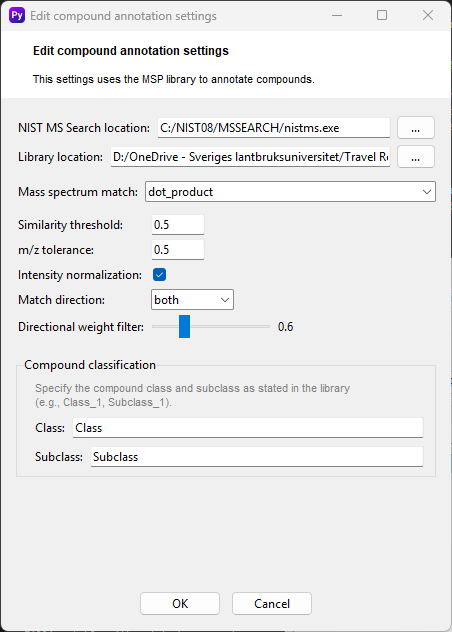 Py Edit compound annotation settings
Edit compound annotation settings
This settings uses the MSP library to annotate compounds.
NIST MS Search location: C:/NIST08/MSSEARCH/nistms.exe ...
Library location: D:/OneDrive - Sveriges lantbruksuniversitet/Travel Re ...
Mass spectrum match: dot_product
Similarity threshold: 0.5
m/z tolerance: 0.5
Intensity normalization:
Match direction: both
Directional weight filter: 0.6
Compound classification
Specify the compound class and subclass as stated in the library
(e.g., Class_1, Subclass_1).
Class: Class
Subclass: Subclass
OK Cancel